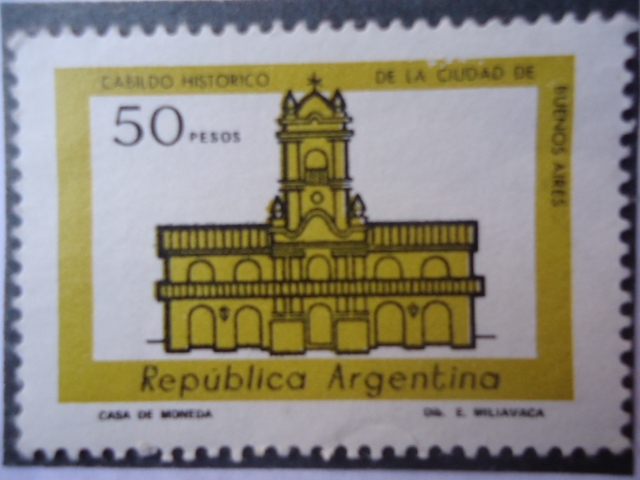 CABILDO HISTORICO DE LA CIUDAD DE
BUENOS AIRES
50 PESOS
República Argentina
CASA DE MONEDA DIB. E. MILIAVACA